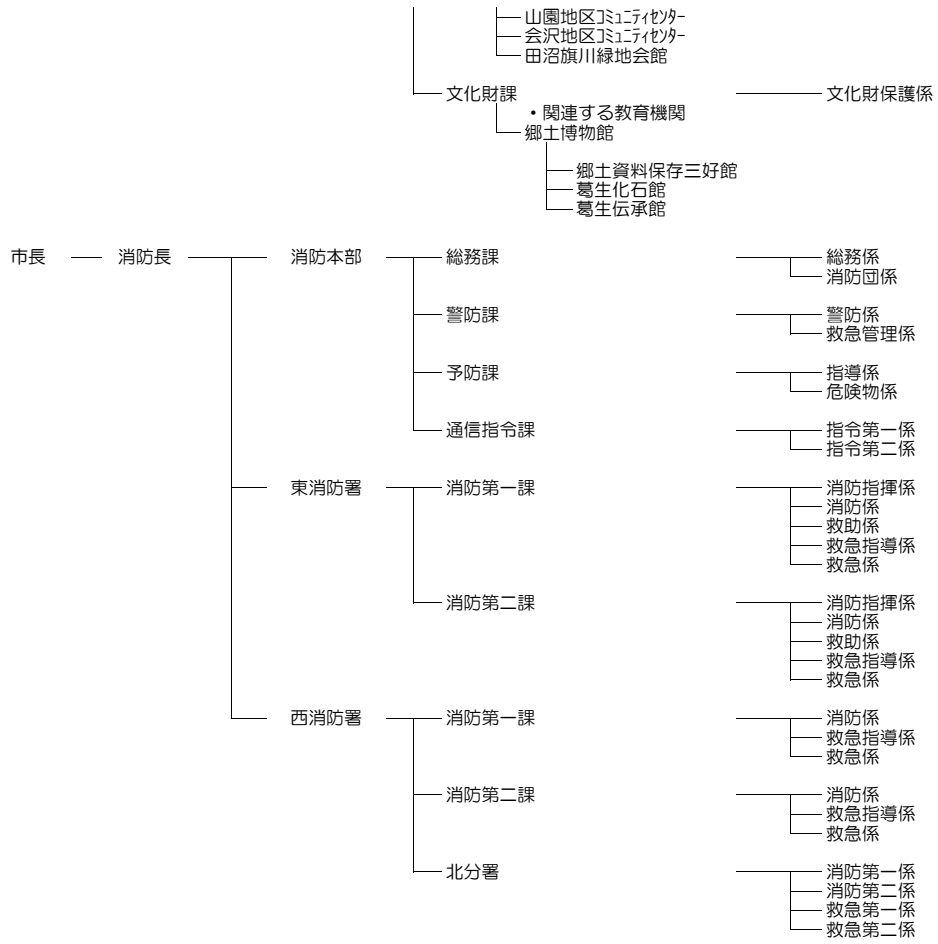 山園地区ｺﾐｭﾆﾃｨｾﾝﾀｰ
会沢地区ｺﾐｭﾆﾃｨｾﾝﾀｰ
田沼旗川緑地会館
文化財課 文化財保護係
・関連する教育機関
郷土博物館
郷土資料保存三好館
葛生化石館
葛生伝承館
市長 消防長 消防本部 総務課 総務係
消防団係
警防課 警防係
救急管理係
予防課 指導係
危険物係
通信指令課 指令第一係
指令第二係
東消防署 消防第一課 消防指揮係
消防係
救助係
救急指導係
救急係
消防第二課 消防指揮係
消防係
救助係
救急指導係
救急係
西消防署 消防第一課 消防係
救急指導係
救急係
消防第二課 消防係
救急指導係
救急係
北分署 消防第一係
消防第二係
救急第一係
救急第二係